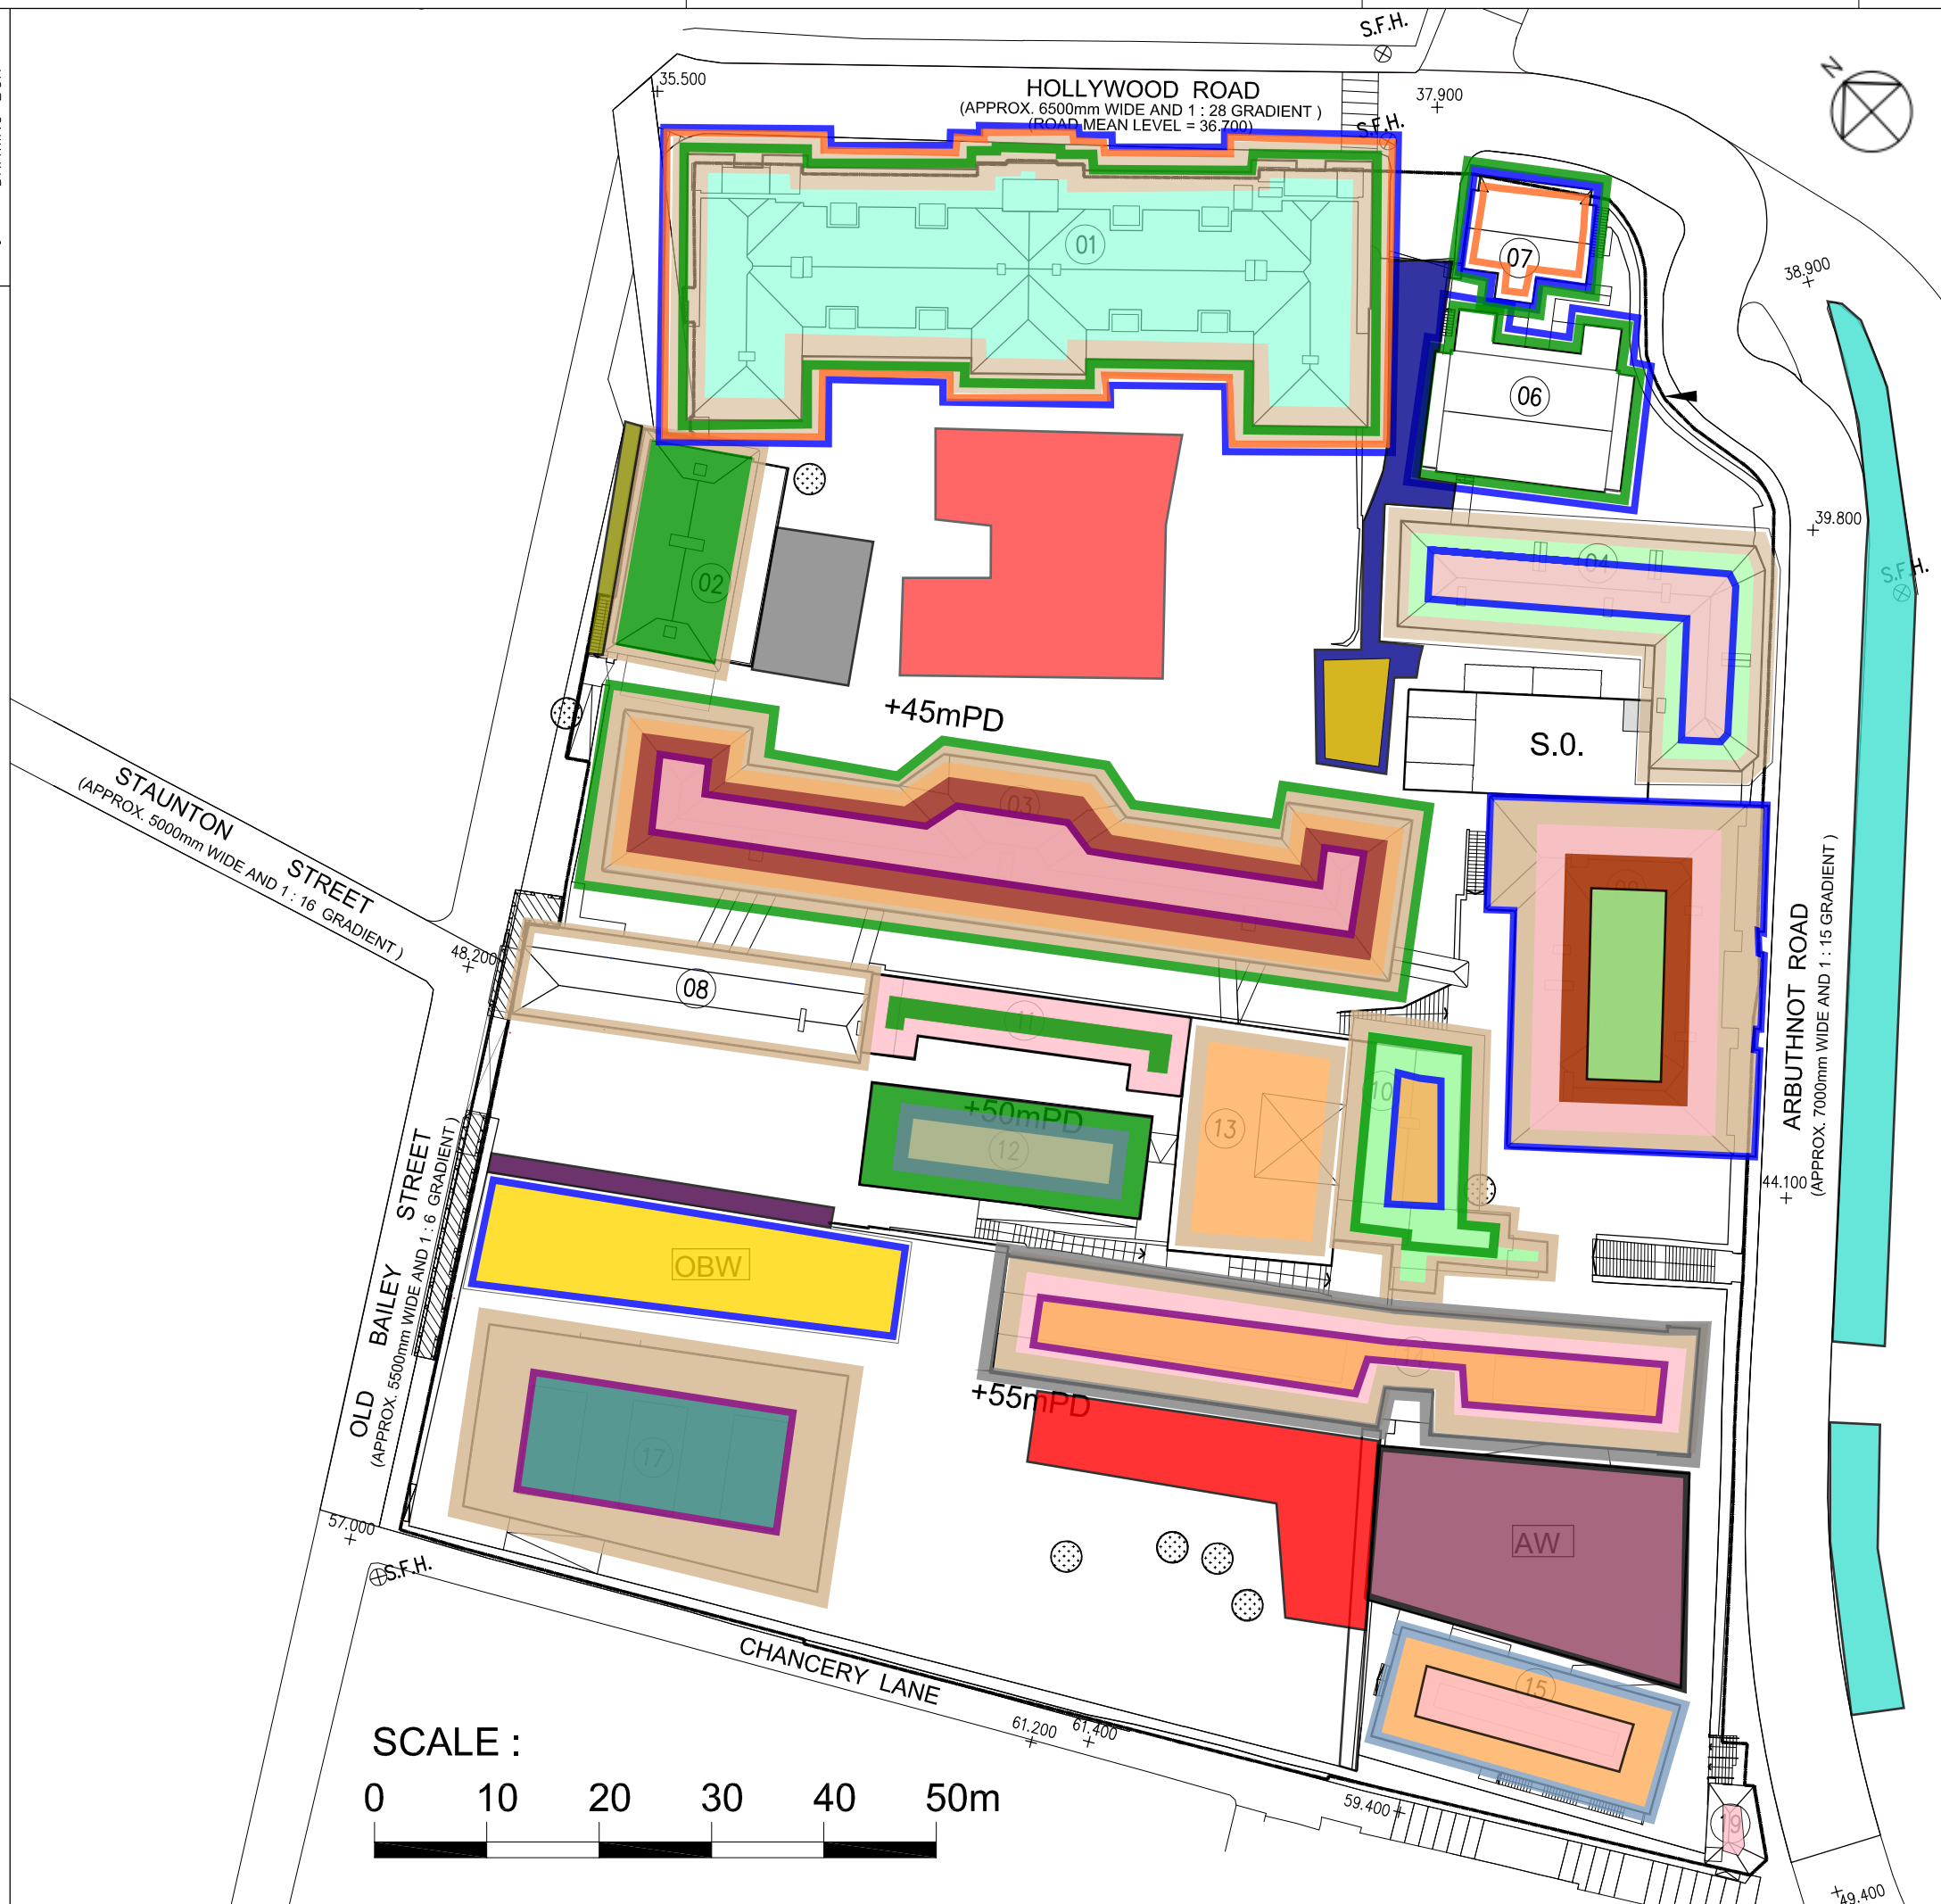 S.F.H.
N
35.500
HOLLYWOOD ROAD
(APPROX. 6500mm WIDE AND 1 : 28 GRADIENT )
(ROAD MEAN LEVEL = 36.700)
37.900
S.F.H.
01
07
38.900
06
39.800
04
S.F.H.
02
+45mPD
S.O.
03
STAUNTON STREET
(APPROX. 5000mm WIDE AND 1 : 16 GRADIENT )
48.200
08
11
10
13
+50mPD
12
ARBUTHNOT ROAD
(APPROX. 7000mm WIDE AND 1 : 15 GRADIENT )
44.100
OLD BAILEY STREET
(APPROX. 5500mm WIDE AND 1 : 6 GRADIENT )
OBW
14
+55mPD
17
AW
57.000
S.F.H.
CHANCERY LANE
15
61.200
61.400
59.400
19
49.400
SCALE :
0 10 20 30 40 50m